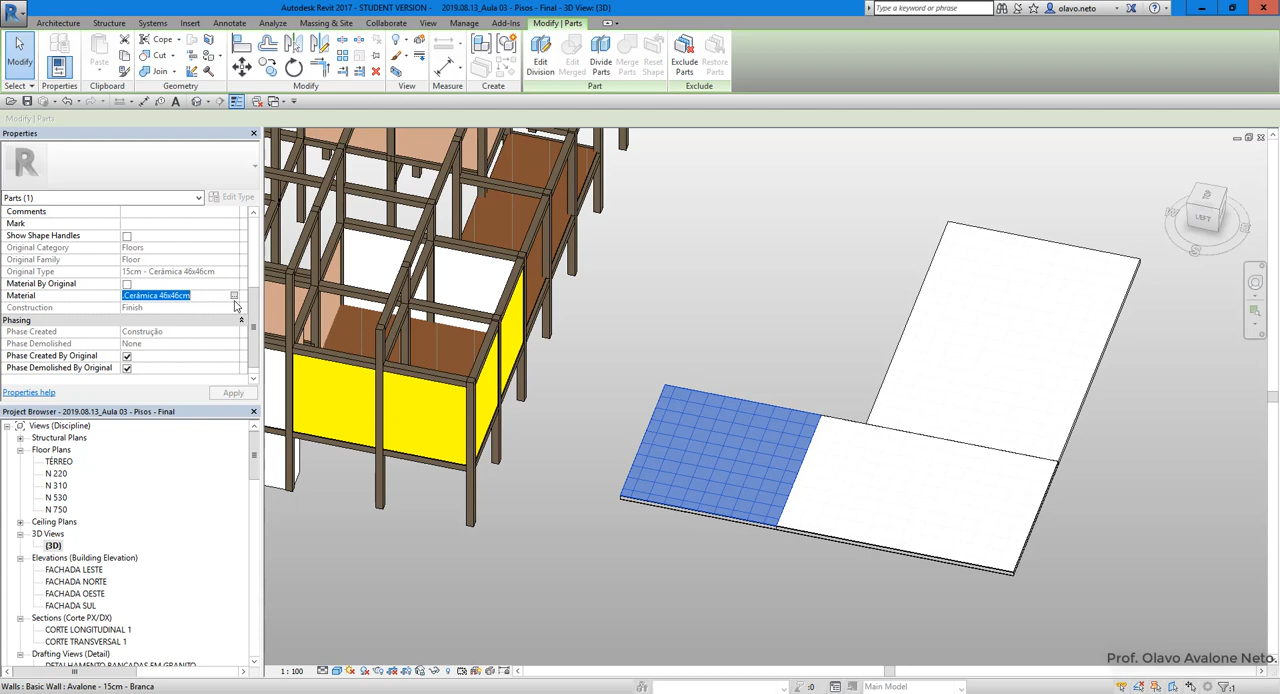 Autodesk Revit 2017 - STUDENT VERSION - 2019.08.13_Aula 03 - Pisos - Final - 3D View: {3D}
Type a keyword or phrase
olavo.neto
Architecture Structure Systems Insert Annotate Analyze Massing & Site Collaborate View Manage Add-Ins Modify | Parts
Modify
Paste
Cope
Cut
Join
Edit Division
Edit Merged
Divide Parts
Merge Parts
Reset Shape
Exclude Parts
Restore Parts
Select Properties Clipboard Geometry Modify View Measure Create Part Exclude
Modify | Parts
Properties
Parts (1)
Edit Type
Comments
Mark
Show Shape Handles
Original Category Floors
Original Family Floor
Original Type 15cm - Cerâmica 46x46cm
Material By Original
Material .Cerâmica 46x46cm
Construction Finish
Phasing
Phase Created Construção
Phase Demolished None
Phase Created By Original
Phase Demolished By Original
Properties help
Apply
Project Browser - 2019.08.13_Aula 03 - Pisos - Final
Views (Discipline)
Structural Plans
Floor Plans
TÉRREO
N 220
N 310
N 530
N 750
Ceiling Plans
3D Views
{3D}
Elevations (Building Elevation)
FACHADA LESTE
FACHADA NORTE
FACHADA OESTE
FACHADA SUL
Sections (Corte PX/DX)
CORTE LONGITUDINAL 1
CORTE TRANSVERSAL 1
Drafting Views (Detail)
DETALHAMENTO BANCADAS EM GRANITO
LEFT
1 : 100
Prof. Olavo Avalone Neto
Walls : Basic Wall : Avalone - 15cm - Branca
:0
Main Model
:1